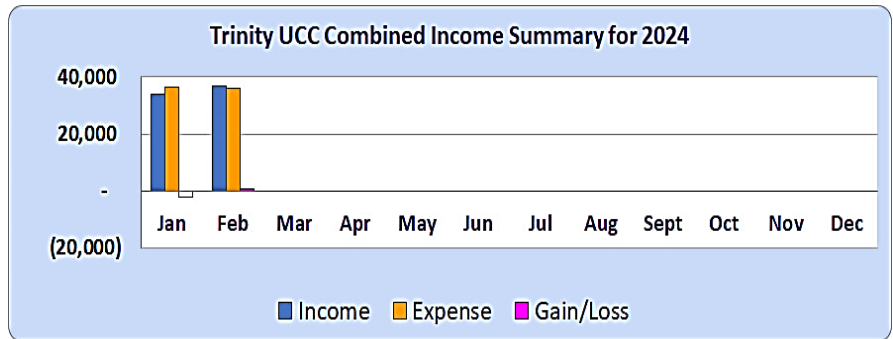 Trinity UCC Combined Income Summary for 2024
40,000
20,000
-
Jan Feb Mar Apr May Jun Jul Aug Sept Oct Nov Dec
(20,000)
Income Expense Gain/Loss